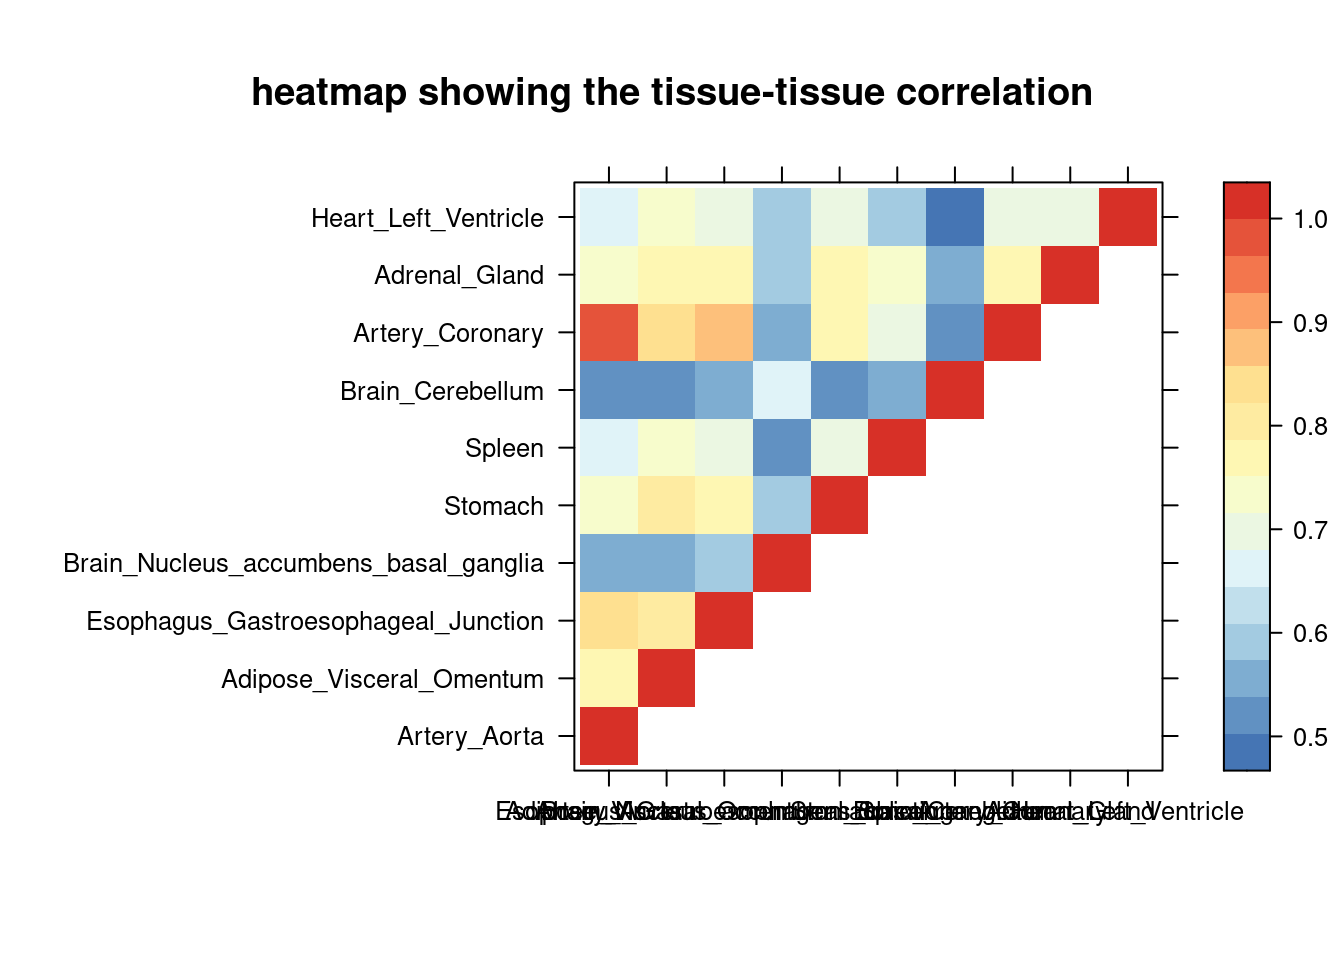 heatmap showing the tissue-tissue correlation
Heart_Left_Ventricle
Adrenal_Gland
Artery_Coronary
Brain_Cerebellum
Spleen
Stomach
Brain_Nucleus_accumbens_basal_ganglia
Esophagus_Gastroesophageal_Junction
Adipose_Visceral_Omentum
Artery_Aorta
1.0
0.9
0.8
0.7
0.6
0.5